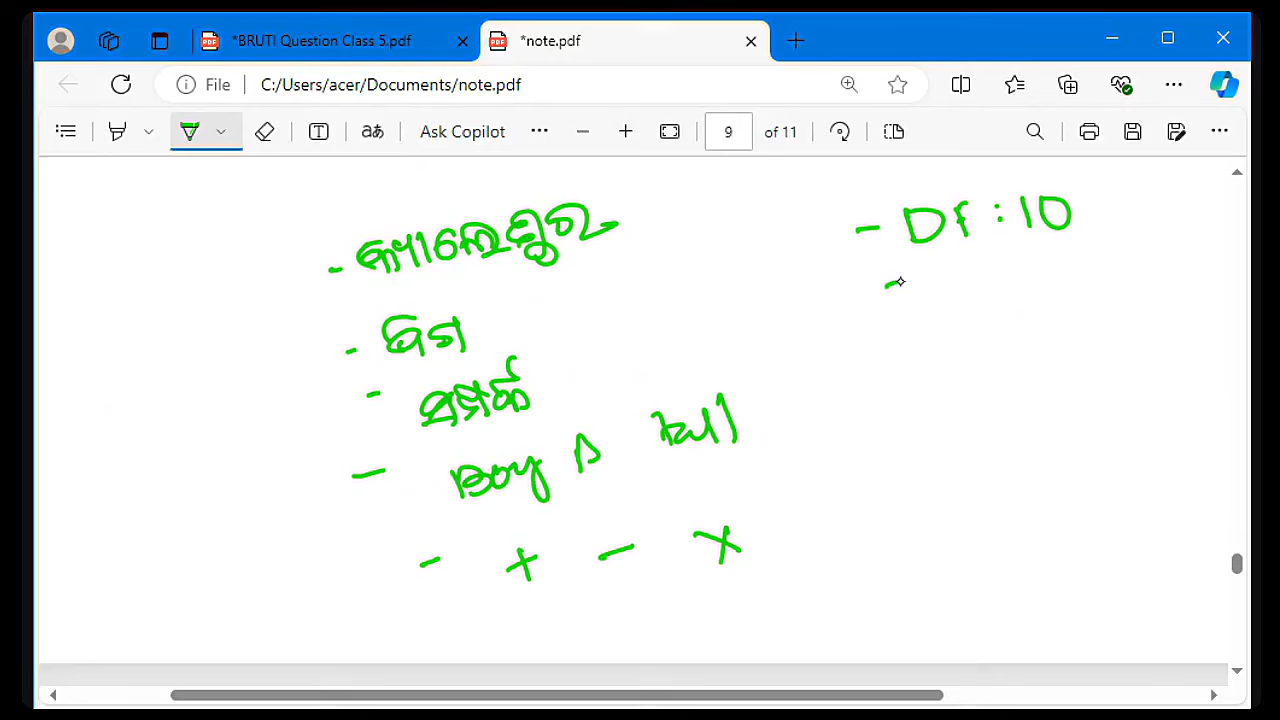 *BRUTI Question Class 5.pdf
*note.pdf
File C:/Users/acer/Documents/note.pdf
Ask Copilot 9 of 11
- Df : 10
- କ୍ୟାଲେଣ୍ଡର
-
- ଚିତ୍ର
-
- Boy
- + - ×